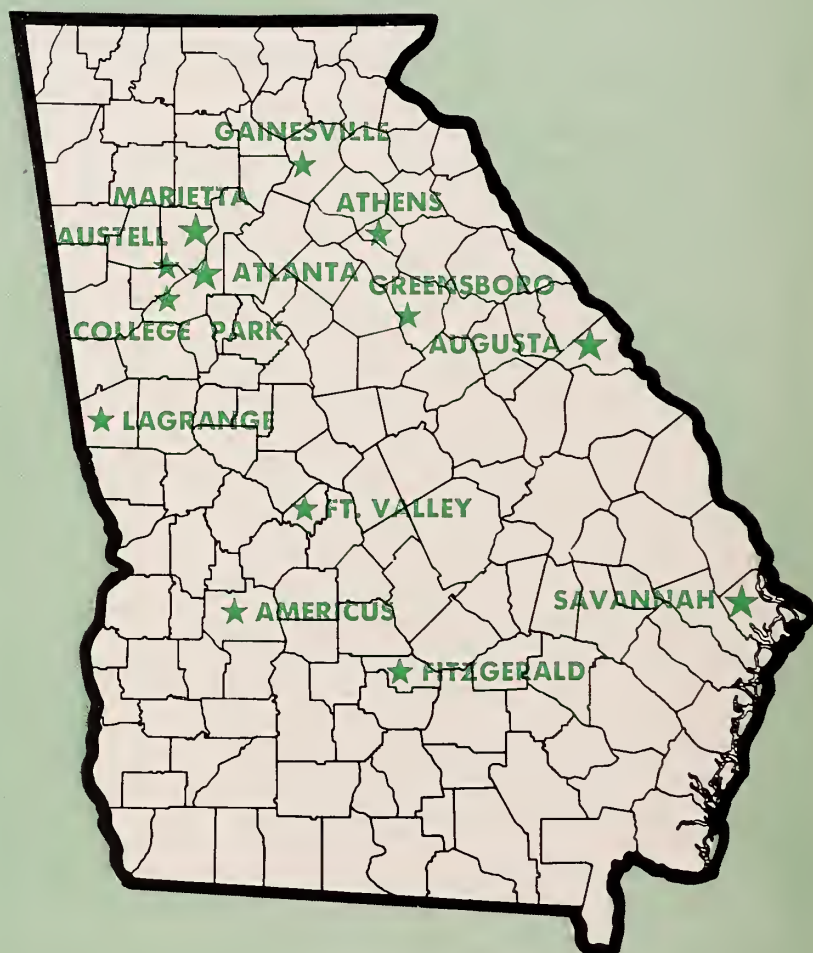 GAINESVILLE
MARIETTA
ATHENS
AUSTELL
ATLANTA
GREENSBORO
COLLEGE PARK
AUGUSTA
LAGRANGE
FT. VALLEY
SAVANNAH
AMERICUS
FITZGERALD